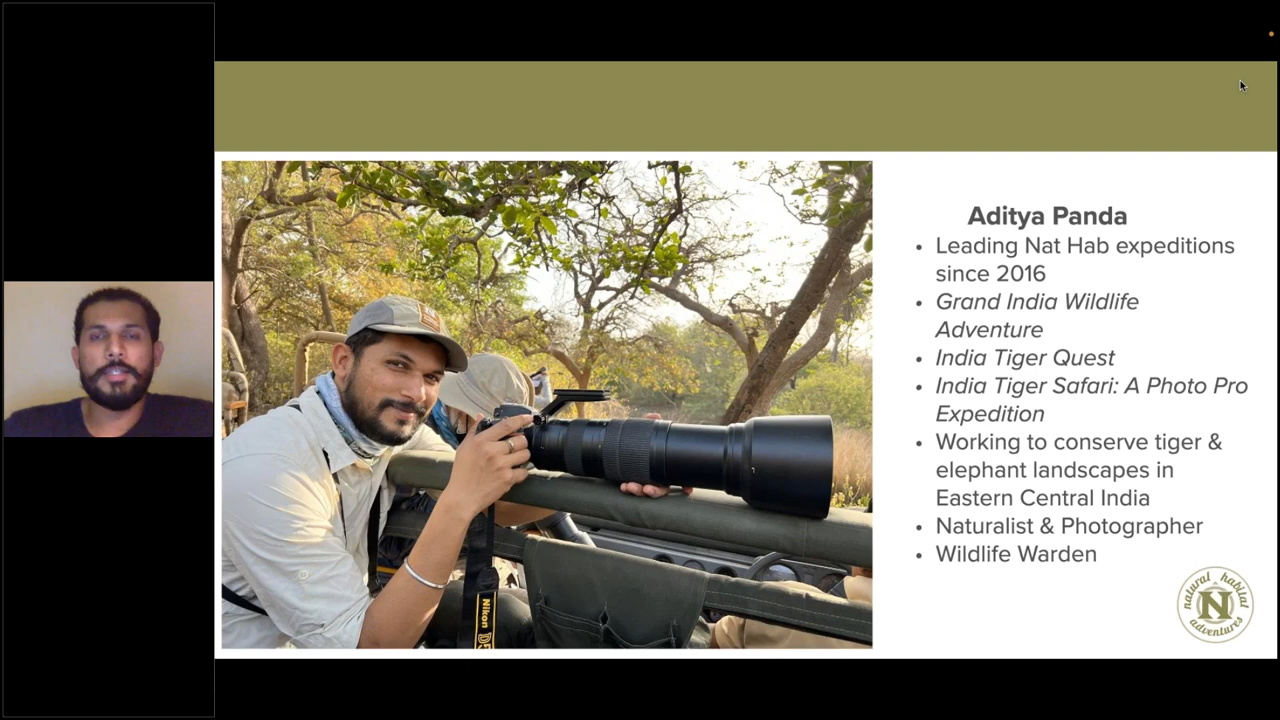 Aditya Panda
• Leading Nat Hab expeditions
since 2016
• Grand India Wildlife
Adventure
• India Tiger Quest
• India Tiger Safari: A Photo Pro
Expedition
• Working to conserve tiger &
elephant landscapes in
Eastern Central India
• Naturalist & Photographer
• Wildlife Warden
natural habitat
N
adventures
Nikon